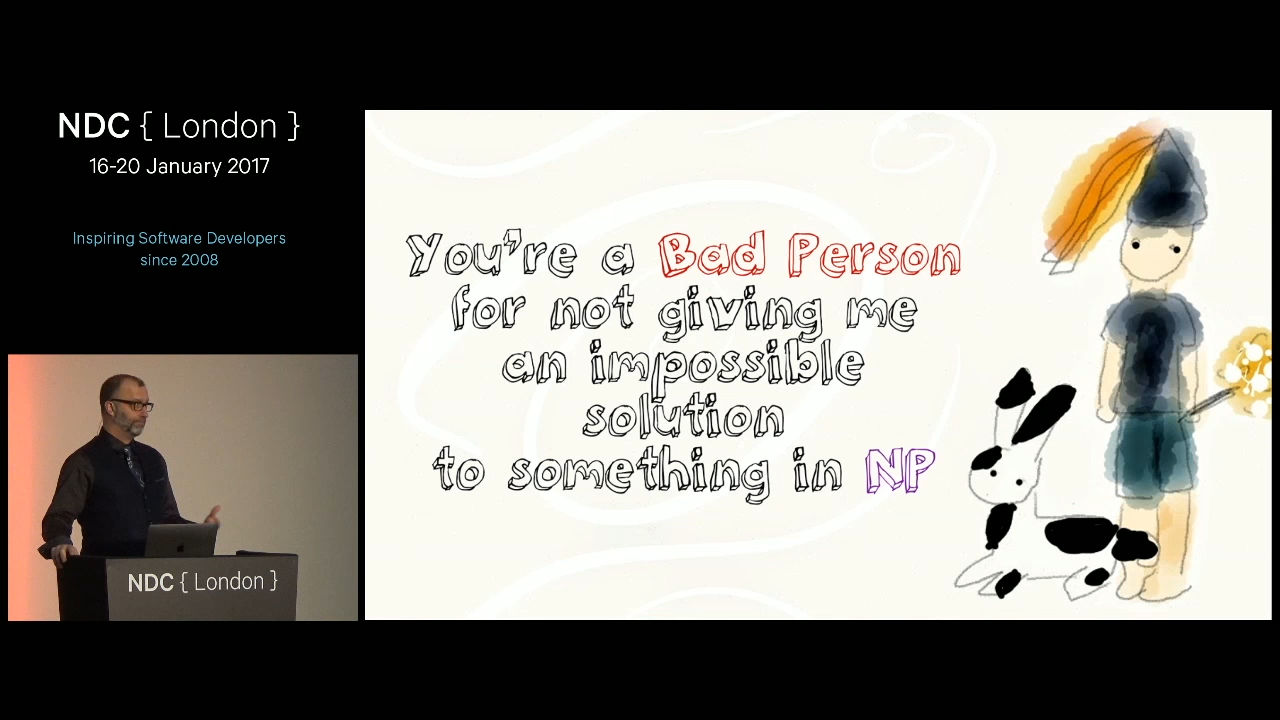 NDC { London }
16-20 January 2017
Inspiring Software Developers
since 2008
You're a Bad Person
for not giving me
an impossible
solution
to something in NP
NDC { London }